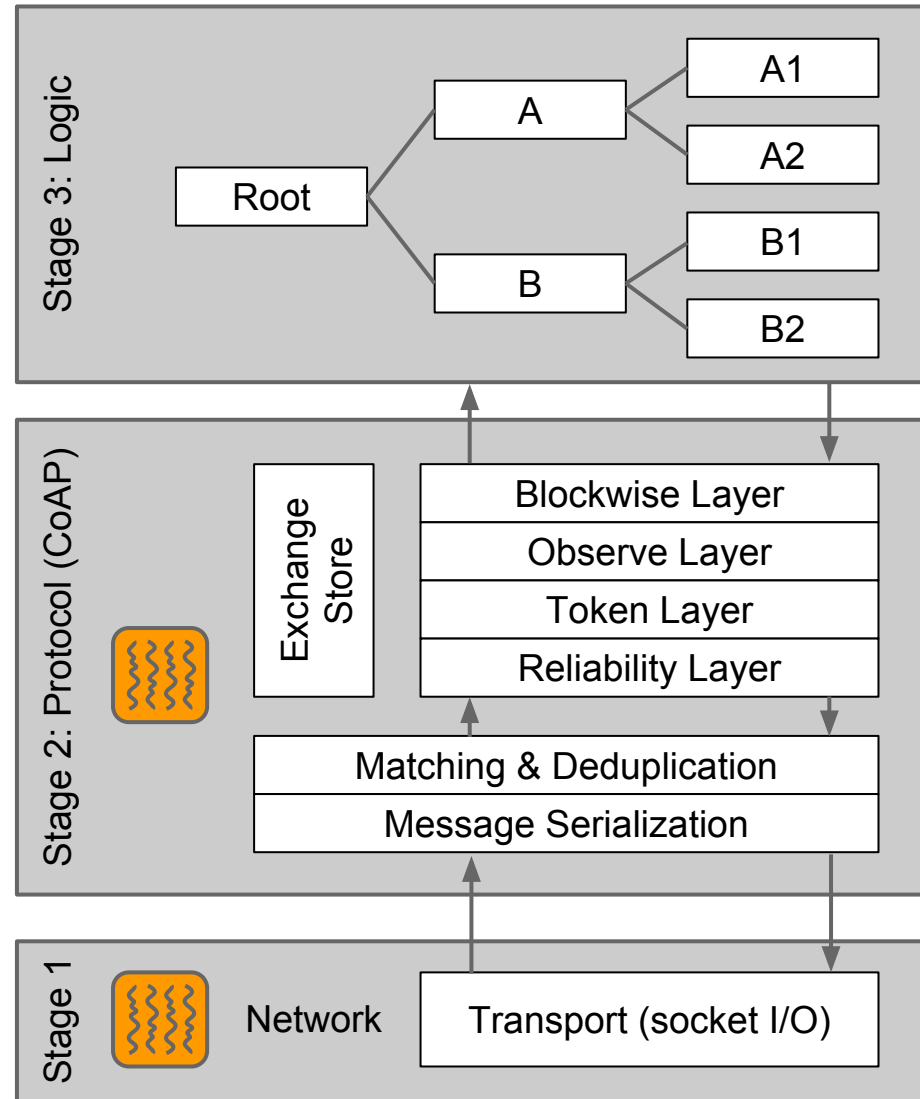 Stage 3: Logic
Root
A
B
A1
A2
B1
B2
Stage 2: Protocol (CoAP)
Exchange
Store
Blockwise Layer
Observe Layer
Token Layer
Reliability Layer
Matching & Deduplication
Message Serialization
Stage 1
Network
Transport (socket I/O)